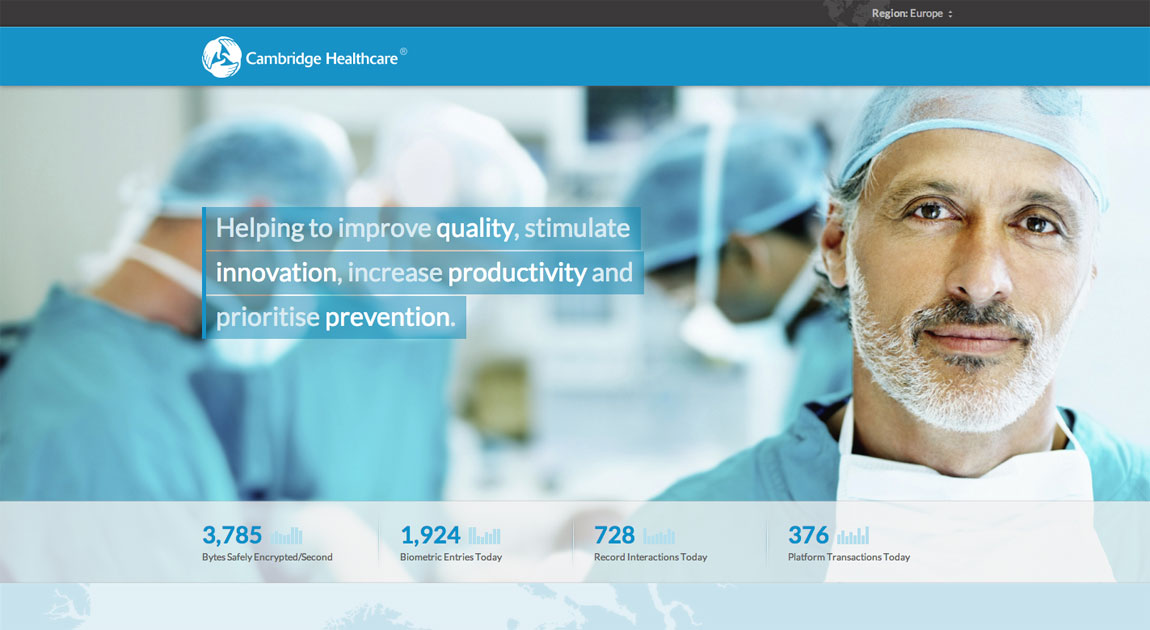 Region: Europe
Cambridge Healthcare®
Helping to improve quality, stimulate
innovation, increase productivity and
prioritise prevention.
3,785
Bytes Safely Encrypted/Second
1,924
Biometric Entries Today
728
Record Interactions Today
376
Platform Transactions Today